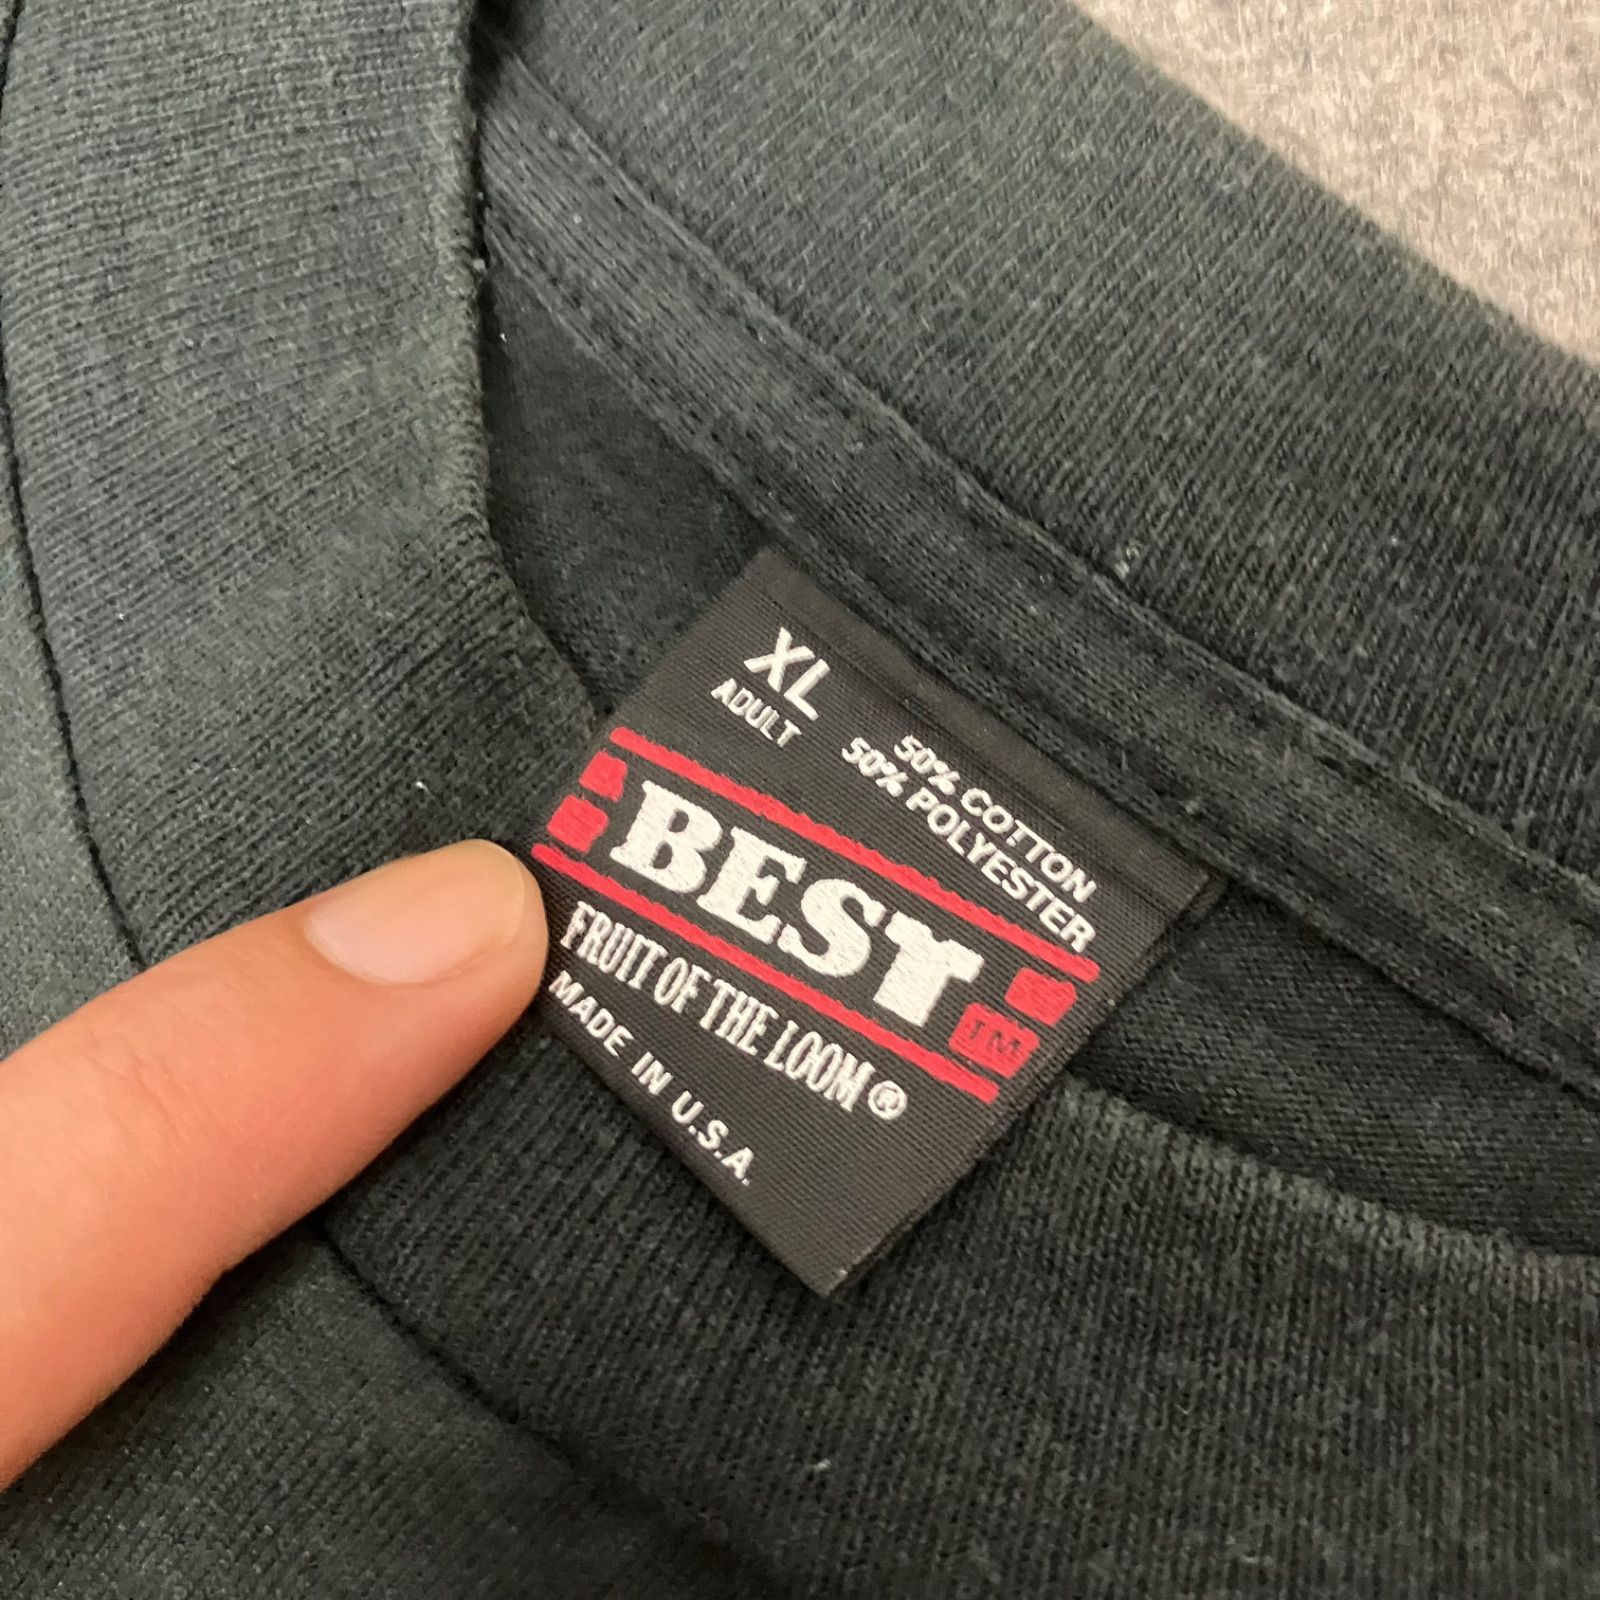 XL
ADULT
50% COTTON
50% POLYESTER
BEST
TM
FRUIT OF THE LOOM®
MADE IN U.S.A.